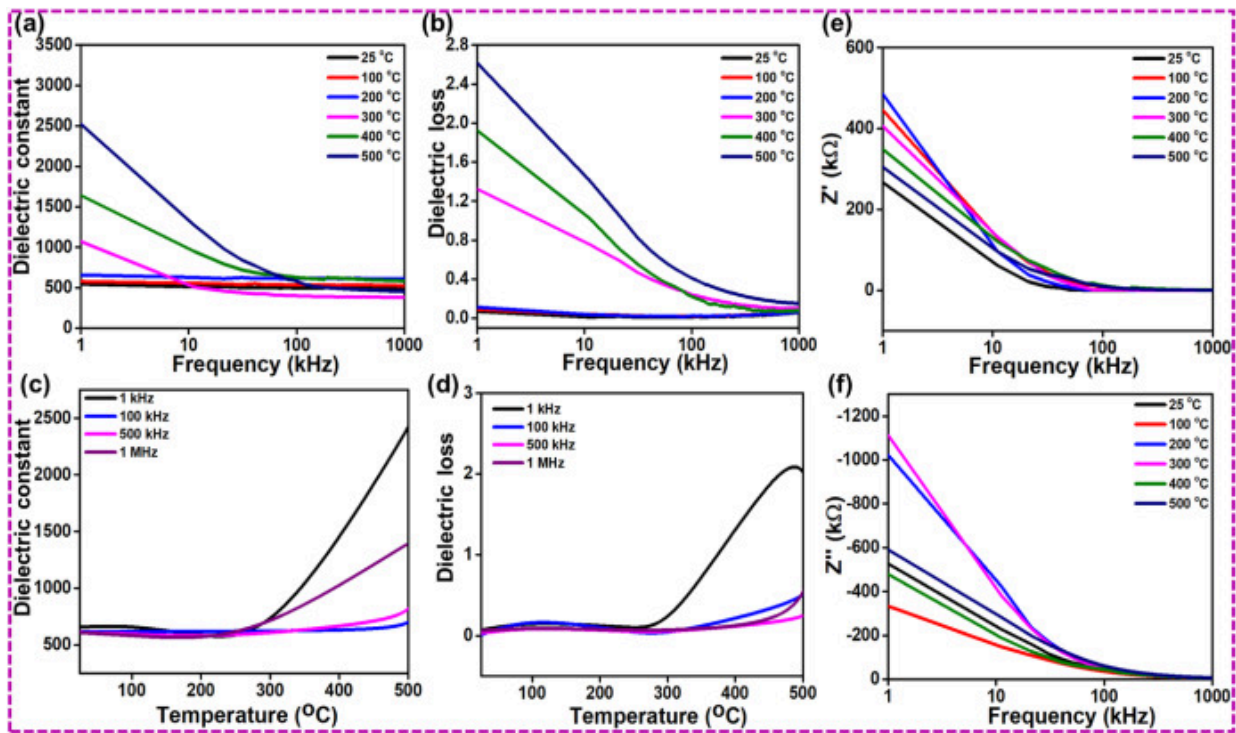 (a)
3500
3000
2500
2000
1500
1000
500
0
Dielectric constant
25 °C
100 °C
200 °C
300 °C
400 °C
500 °C
1
10
100
1000
Frequency (kHz)
(b)
2.8
2.4
2.0
1.6
1.2
0.8
0.4
0.0
Dielectric loss
25 °C
100 °C
200 °C
300 °C
400 °C
500 °C
1
10
100
1000
Frequency (kHz)
(e)
600
400
200
0
Z' (kΩ)
25 °C
100 °C
200 °C
300 °C
400 °C
500 °C
1
10
100
1000
Frequency (kHz)
(c)
2500
2000
1500
1000
500
Dielectric constant
1 kHz
100 kHz
500 kHz
1 MHz
100
200
300
400
500
Temperature (°C)
(d)
3
2
1
0
Dielectric loss
1 kHz
100 kHz
500 kHz
1 MHz
100
200
300
400
500
Temperature (°C)
(f)
-1200
-1000
-800
-600
-400
-200
0
Z'' (kΩ)
25 °C
100 °C
200 °C
300 °C
400 °C
500 °C
1
10
100
1000
Frequency (kHz)